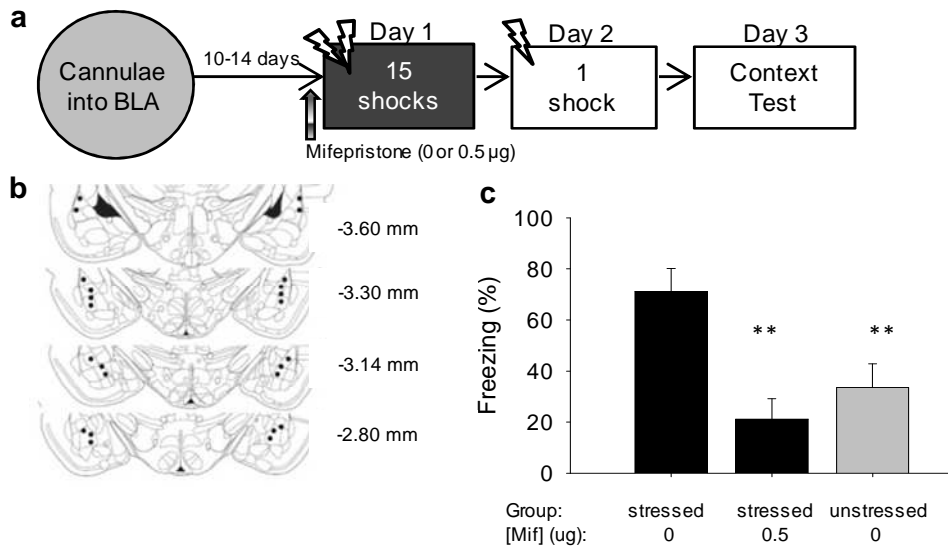 a
Cannulae
into BLA
10-14 days
Day 1
15
shocks
Mifepristone (0 or 0.5 µg)
Day 2
1
shock
Day 3
Context
Test
b
-3.60 mm
-3.30 mm
-3.14 mm
-2.80 mm
c
Freezing (%)
100
80
60
40
20
0
** **
Group: stressed stressed unstressed
[Mif] (ug): 0 0.5 0